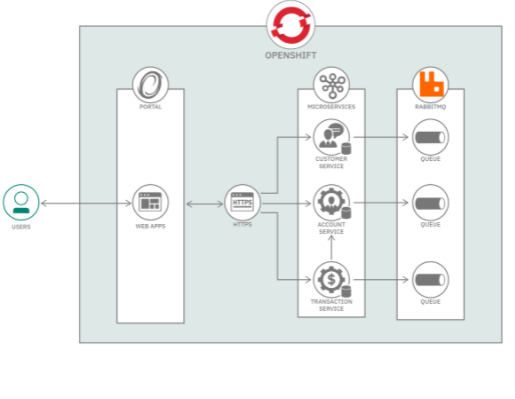 OPENSHIFT
PORTAL
MICROSERVICES
RABBITMQ
CUSTOMER
SERVICE
QUEUE
HTTPS
USERS
WEB APPS
HTTPS
ACCOUNT
SERVICE
QUEUE
$
TRANSACTION
SERVICE
QUEUE